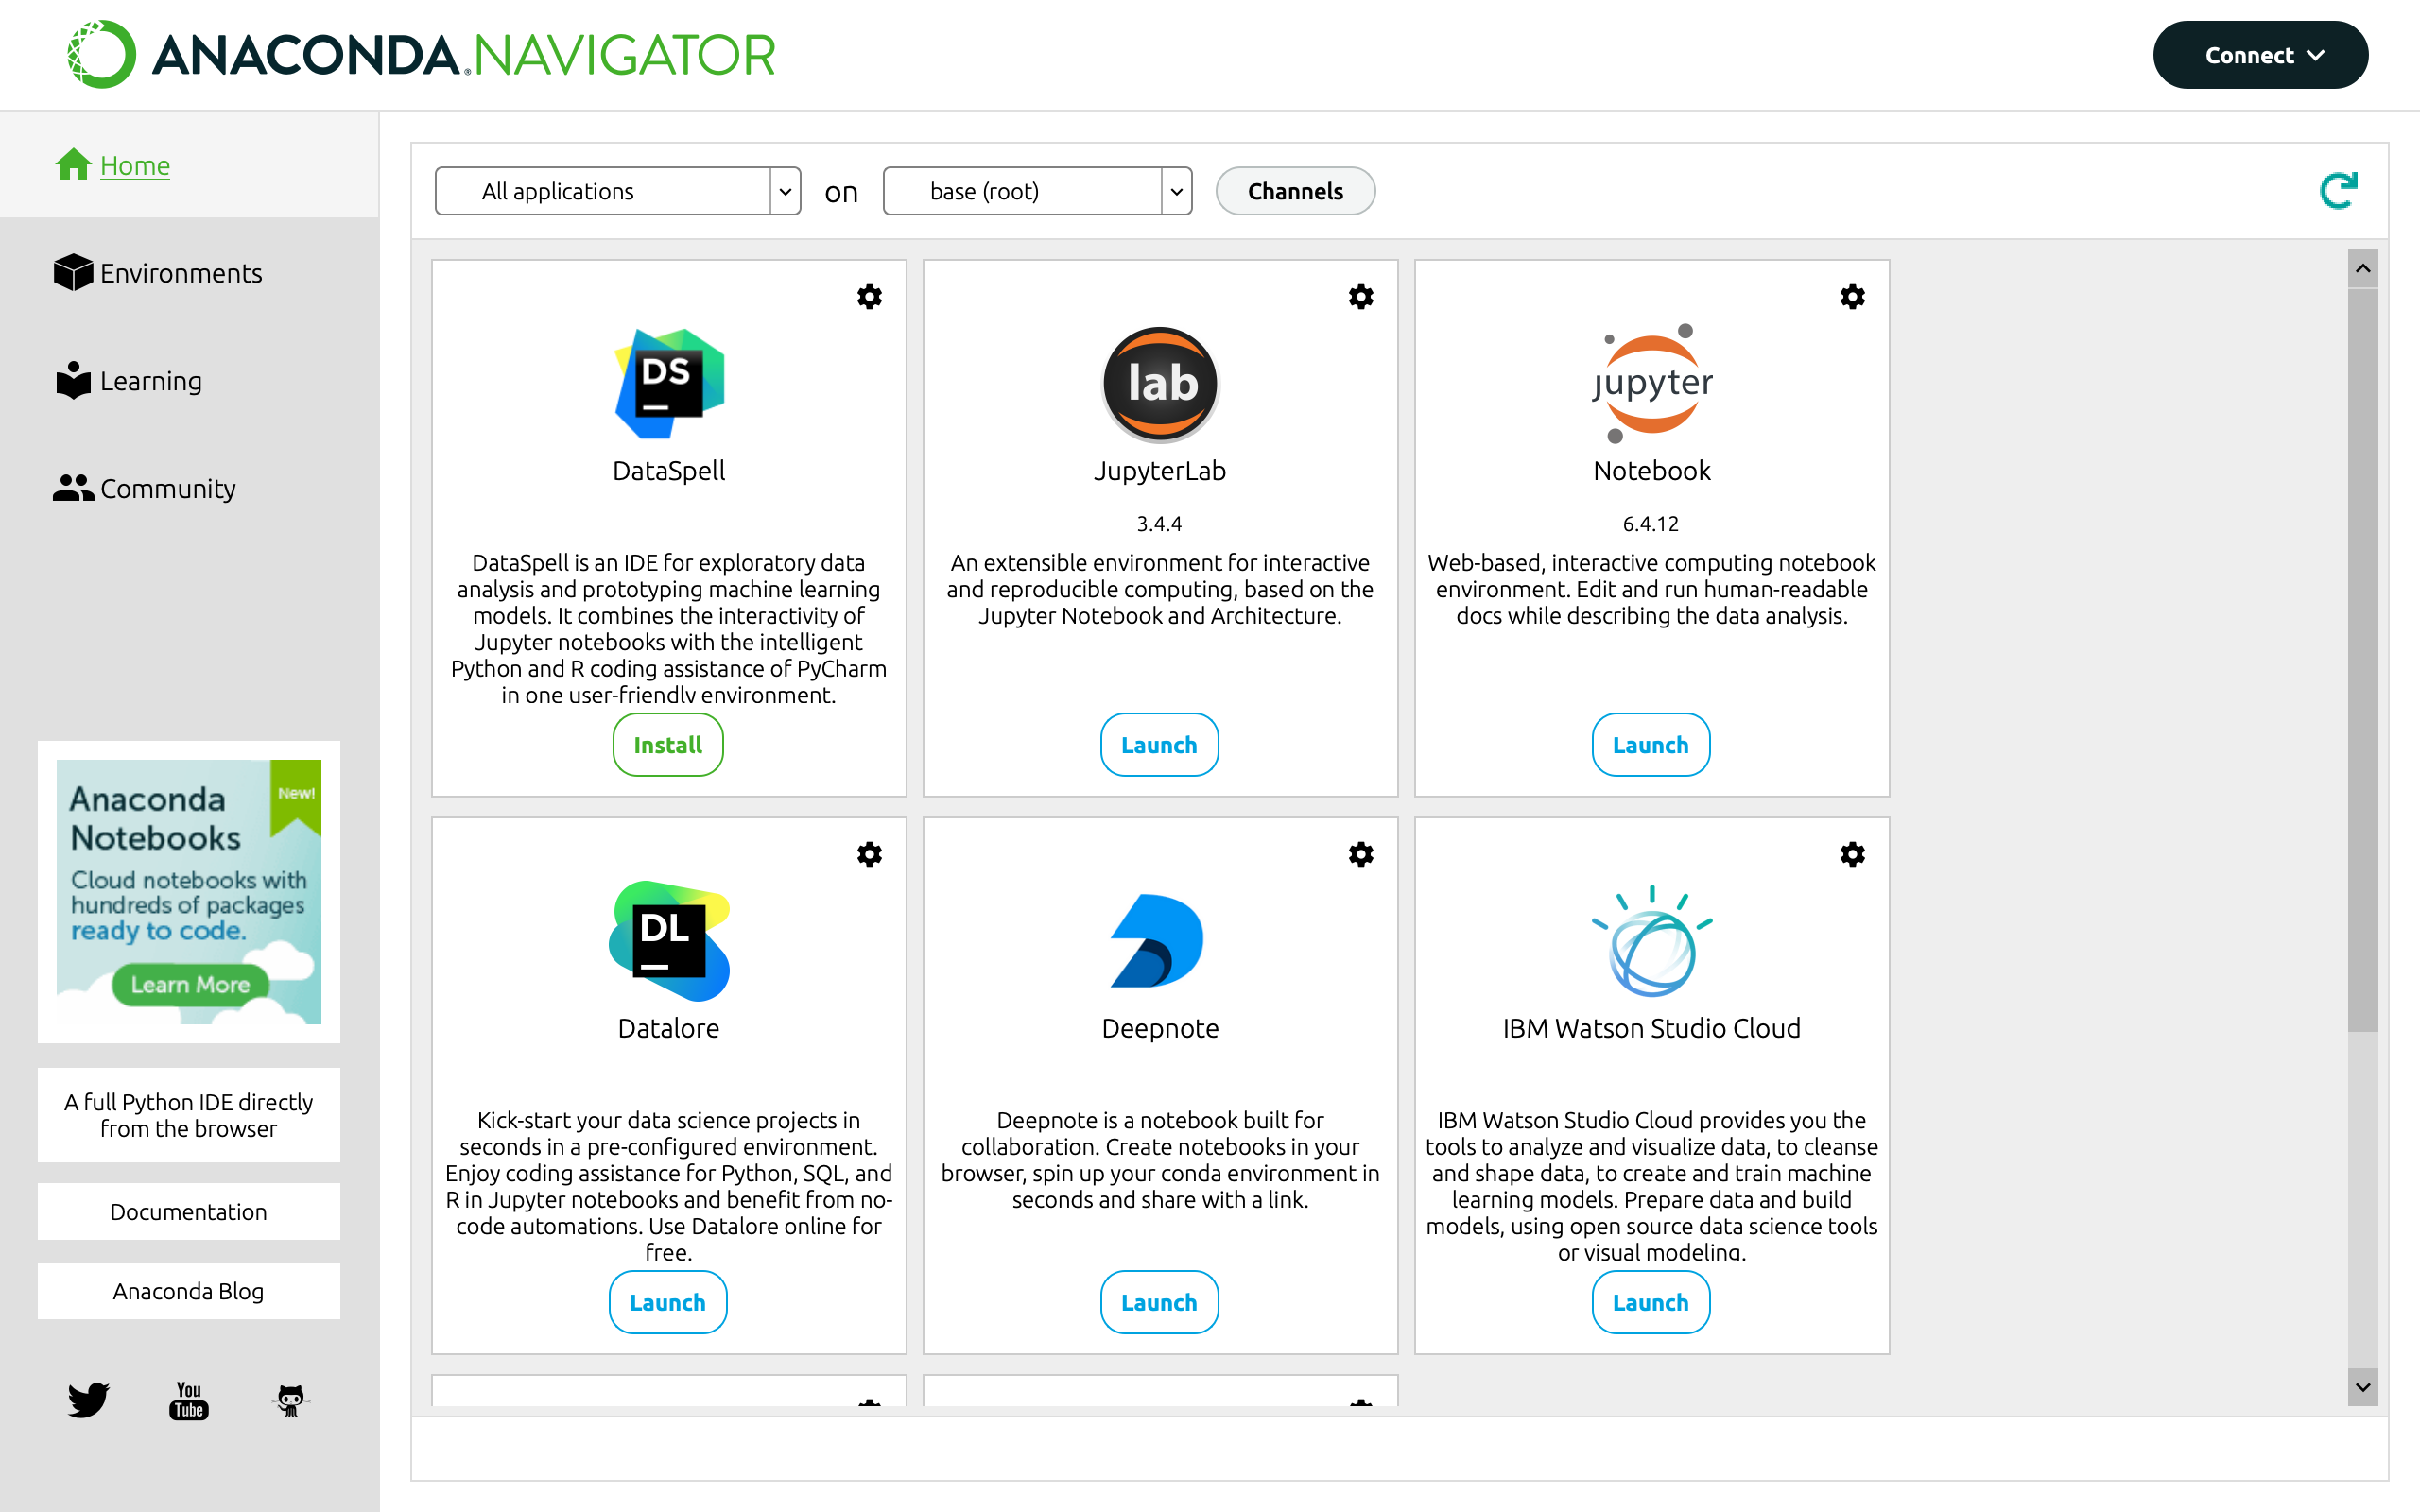 ANACONDA.NAVIGATOR
Connect
Home
Environments
Learning
Community
Anaconda
Notebooks
New!
Cloud notebooks with
hundreds of packages
ready to code.
Learn More
A full Python IDE directly
from the browser
Documentation
Anaconda Blog
You
Tube
All applications
on
base (root)
Channels
DS
DataSpell
DataSpell is an IDE for exploratory data
analysis and prototyping machine learning
models. It combines the interactivity of
Jupyter notebooks with the intelligent
Python and R coding assistance of PyCharm
in one user-friendly environment.
Install
lab
JupyterLab
3.4.4
An extensible environment for interactive
and reproducible computing, based on the
Jupyter Notebook and Architecture.
Launch
jupyter
Notebook
6.4.12
Web-based, interactive computing notebook
environment. Edit and run human-readable
docs while describing the data analysis.
Launch
DL
Datalore
Kick-start your data science projects in
seconds in a pre-configured environment.
Enjoy coding assistance for Python, SQL, and
R in Jupyter notebooks and benefit from no-
code automations. Use Datalore online for
free.
Launch
Deepnote
Deepnote is a notebook built for
collaboration. Create notebooks in your
browser, spin up your conda environment in
seconds and share with a link.
Launch
IBM Watson Studio Cloud
IBM Watson Studio Cloud provides you the
tools to analyze and visualize data, to cleanse
and shape data, to create and train machine
learning models. Prepare data and build
models, using open source data science tools
or visual modeling.
Launch